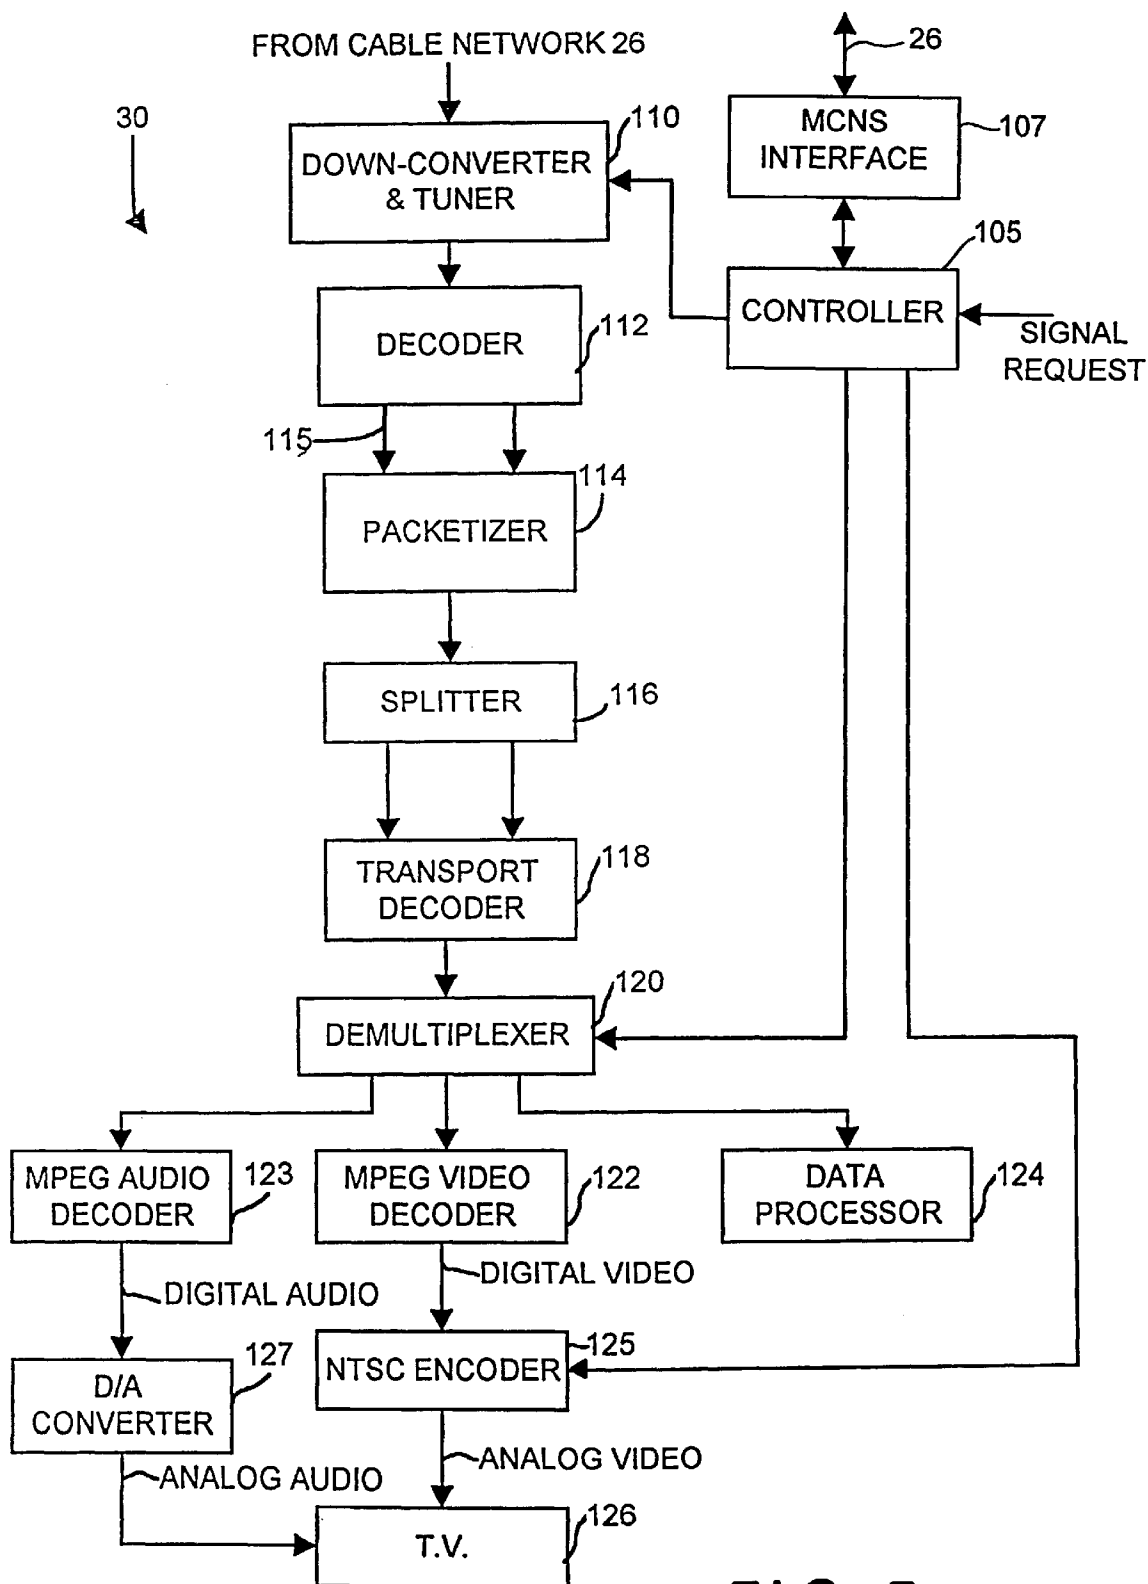 FROM CABLE NETWORK 26
26
30
110
DOWN-CONVERTER
& TUNER
MCNS
INTERFACE
107
105
CONTROLLER
SIGNAL
REQUEST
DECODER
112
115
114
PACKETIZER
SPLITTER
116
TRANSPORT
DECODER
118
120
DEMULTIPLEXER
MPEG AUDIO
DECODER
123
MPEG VIDEO
DECODER
122
DATA
PROCESSOR
124
DIGITAL AUDIO
DIGITAL VIDEO
D/A
CONVERTER
127
NTSC ENCODER
125
ANALOG AUDIO
ANALOG VIDEO
T.V.
126